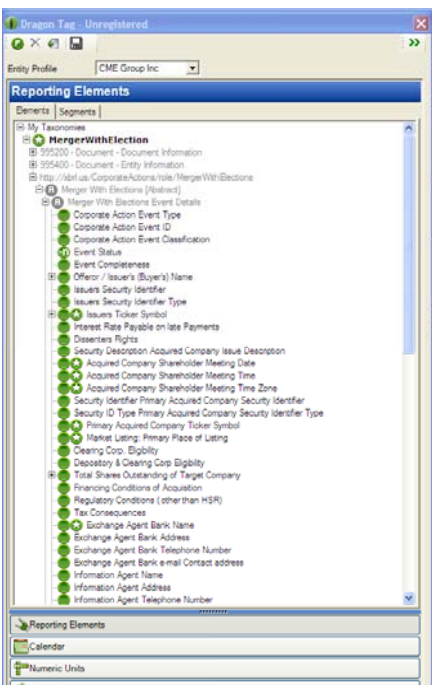 Dragon Tag - Unregistered
Entity Profile CME Group Inc
Reporting Elements
Elements Segments
My Taxonomies
MergerWithElection
995200 - Document - Document Information
995400 - Document - Entity Information
http://xbrl.us/CorporateActions/role/MergerWithElections
Merger With Elections [Abstract]
Merger With Elections Event Details
Corporate Action Event Type
Corporate Action Event ID
Corporate Action Event Classification
Event Status
Event Completeness
Offeror / Issuer's (Buyer's) Name
Issuers Security Identifier
Issuers Security Identifier Type
Issuers Ticker Symbol
Interest Rate Payable on late Payments
Dissenters Rights
Security Description Acquired Company Issue Description
Acquired Company Shareholder Meeting Date
Acquired Company Shareholder Meeting Time
Acquired Company Shareholder Meeting Time Zone
Security Identifier Primary Acquired Company Security Identifier
Security ID Type Primary Acquired Company Security Identifier Type
Primary Acquired Company Ticker Symbol
Market Listing: Primary Place of Listing
Clearing Corp. Eligibility
Depository & Clearing Corp Eligibility
Total Shares Outstanding of Target Company
Financing Conditions of Acquisition
Regulatory Conditions (other than HSR)
Tax Consequences
Exchange Agent Bank Name
Exchange Agent Bank Address
Exchange Agent Bank Telephone Number
Exchange Agent Bank e-mail Contact address
Information Agent Name
Information Agent Address
Information Agent Telephone Number
Reporting Elements
Calendar
Numeric Units